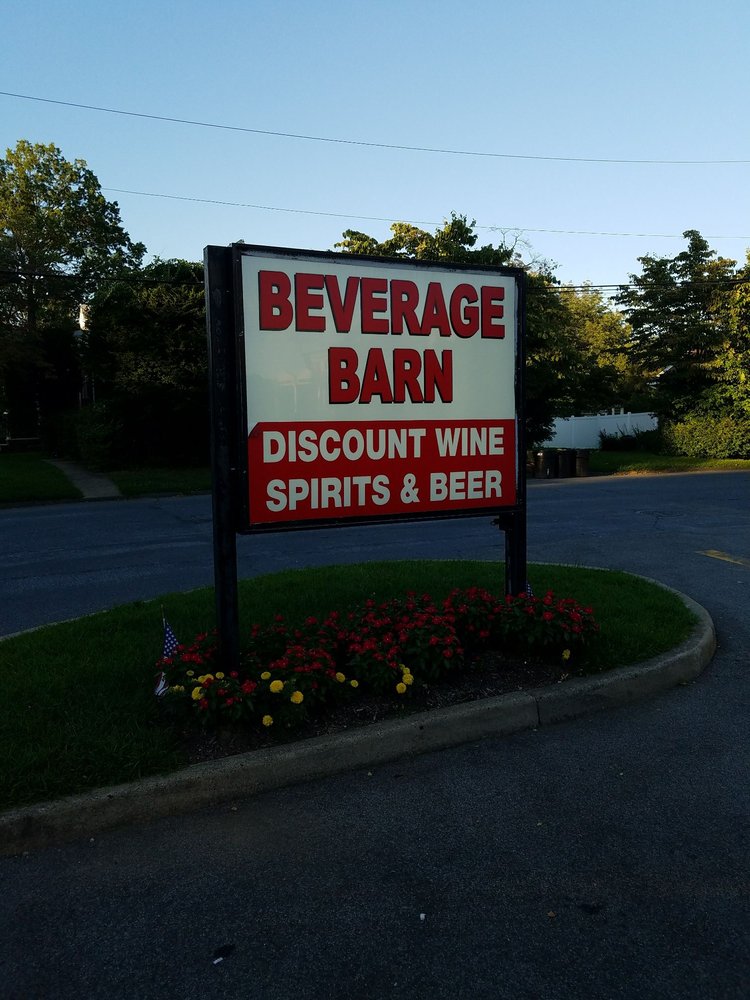 BEVERAGE
BARN
DISCOUNT WINE
SPIRITS & BEER